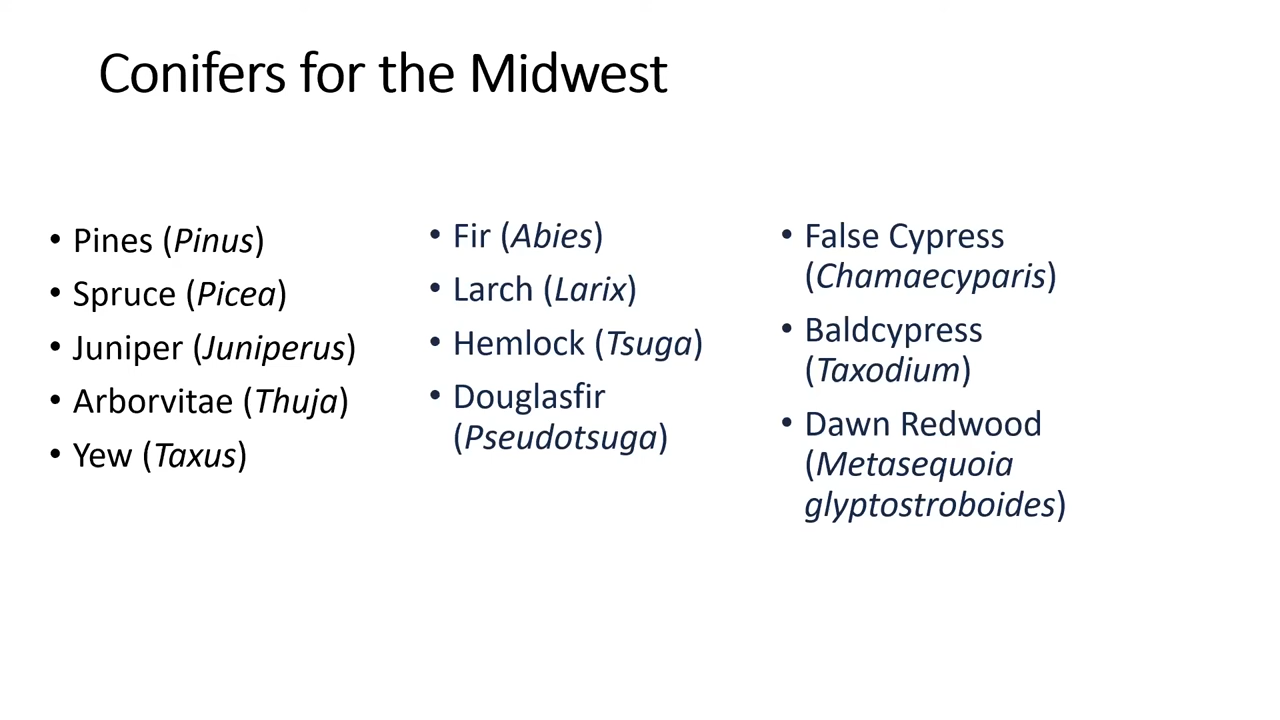 Conifers for the Midwest
• Pines (Pinus)
• Spruce (Picea)
• Juniper (Juniperus)
• Arborvitae (Thuja)
• Yew (Taxus)
• Fir (Abies)
• Larch (Larix)
• Hemlock (Tsuga)
• Douglasfir
(Pseudotsuga)
• False Cypress
(Chamaecyparis)
• Baldcypress
(Taxodium)
• Dawn Redwood
(Metasequoia
glyptostroboides)